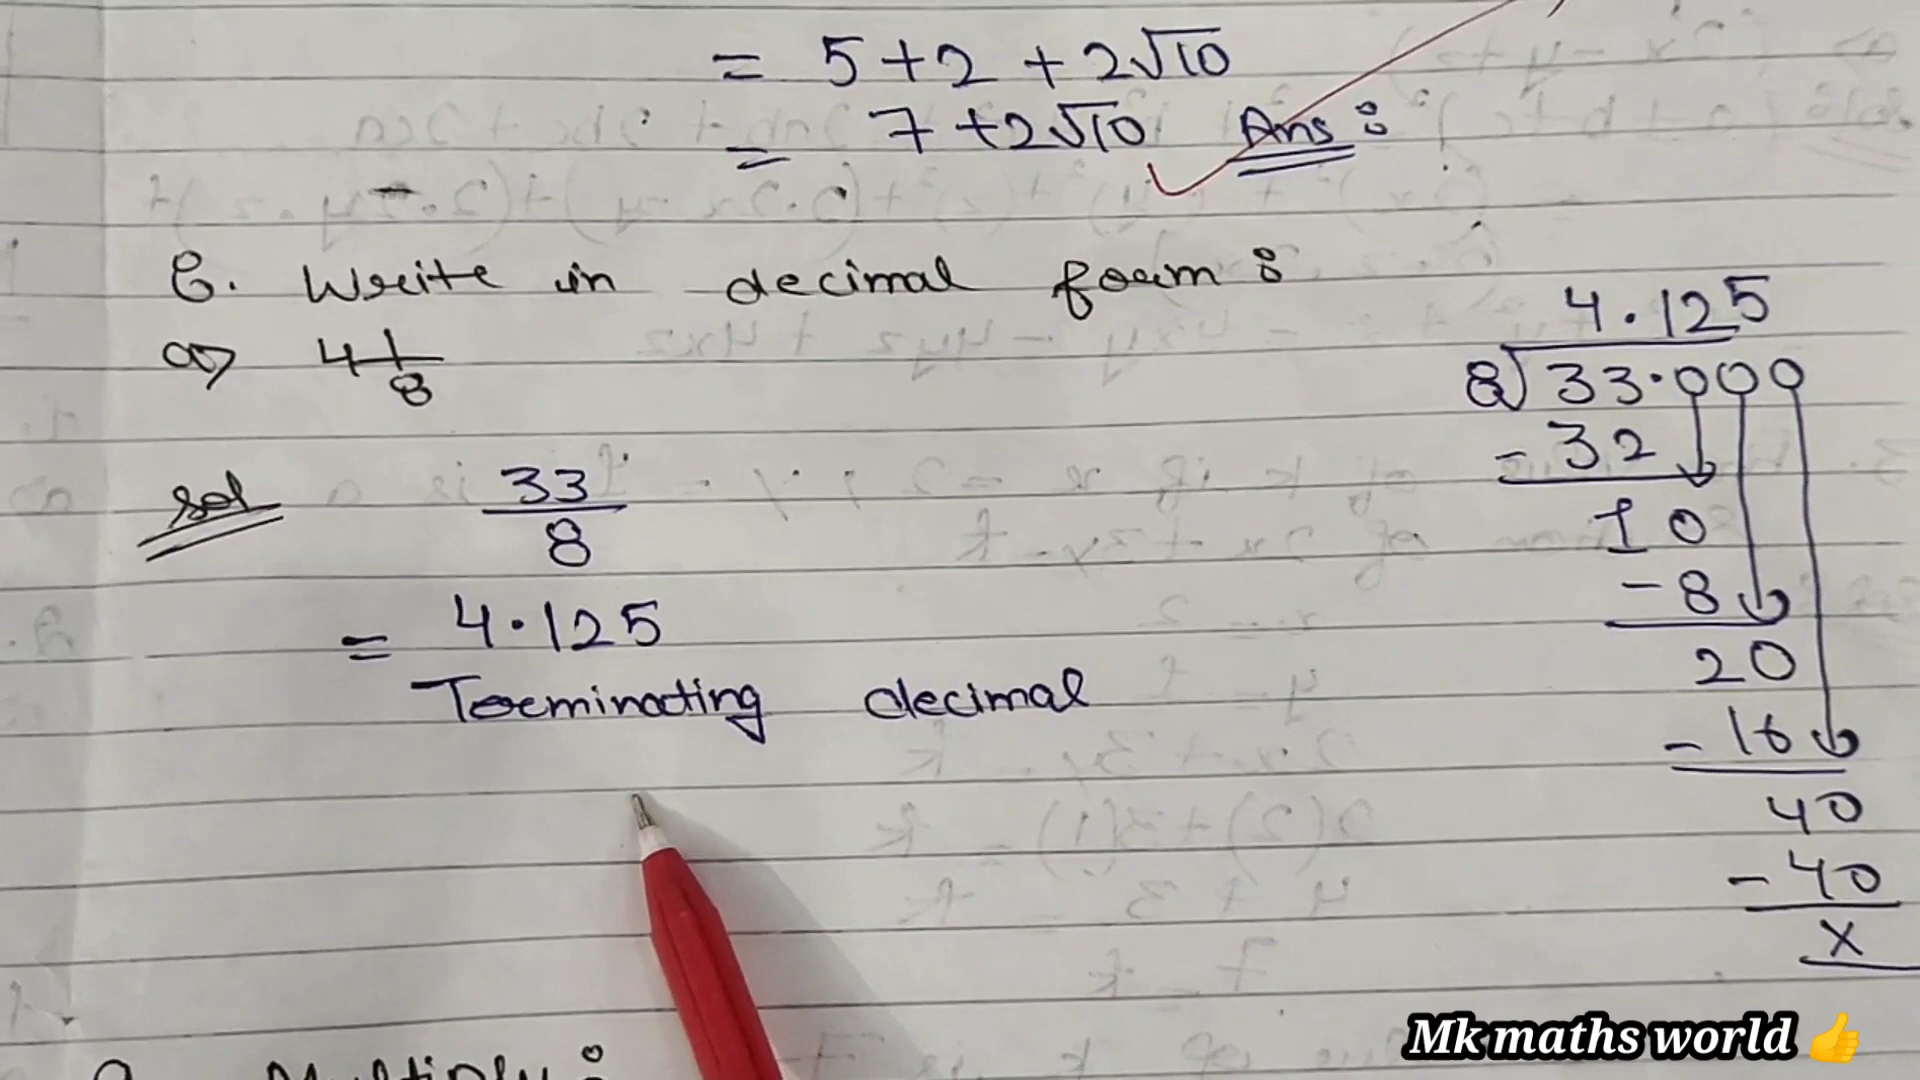 = 5+2 + 2√10
= 7 +2√10 Ans:
6. Write in decimal form:
a) 4 1/8
Sol 33/8
= 4.125
Terminating decimal
4.125
8)33.000
-32
10
-8
20
-16
40
-40
x
Multiply:
Mk maths world 👍